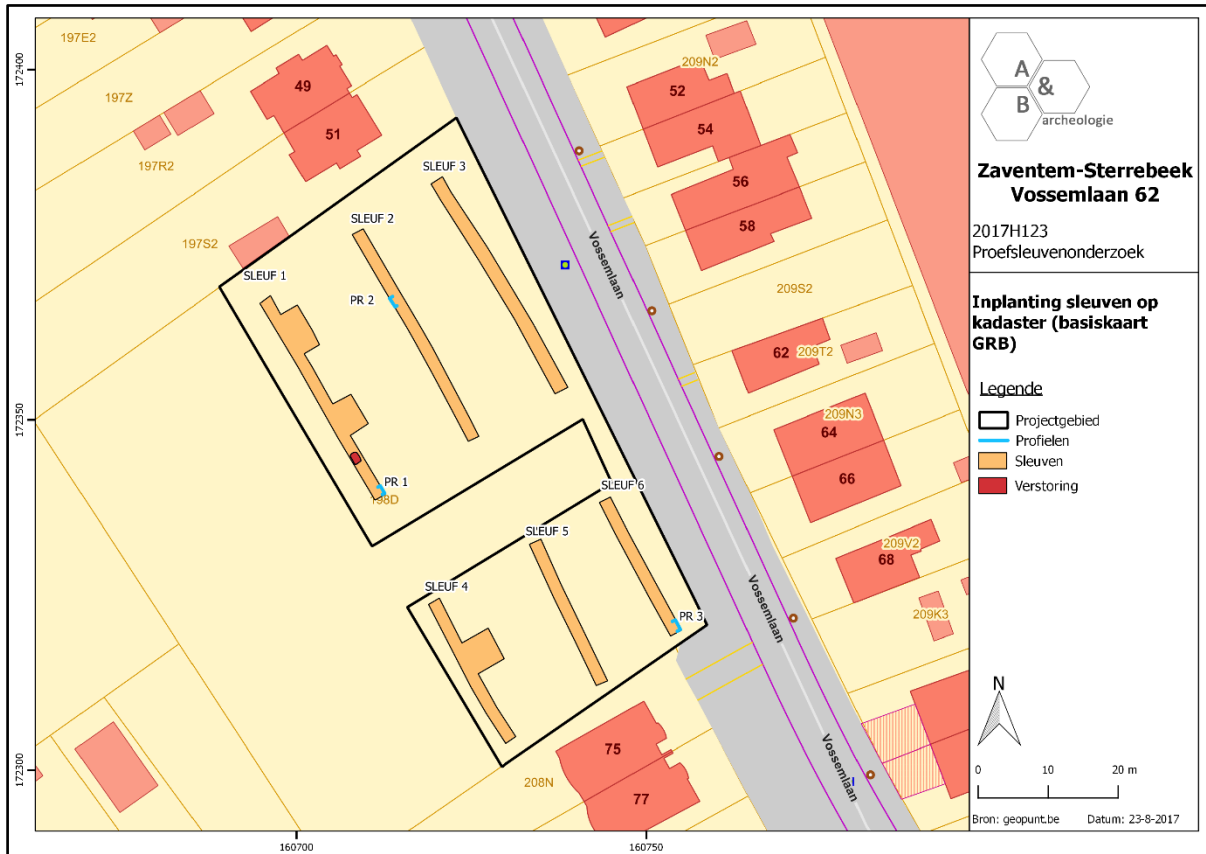 197E2
197Z
197R2
197S2
49
51
SLEUF 3
SLEUF 2
SLEUF 1
PR 2
PR 1
198D
SLEUF 6
SLEUF 5
SLEUF 4
PR 3
208N
75
77
Vossemlaan
Vossemlaan
Vossemlaan
209N2
52
54
56
58
209S2
62
209T2
209N3
64
66
209V2
68
209K3
172400
172350
172300
160700
160750
A
&
B
archeologie
Zaventem-Sterrebeek
Vossemlaan 62
2017H123
Proefsleuvenonderzoek
Inplanting sleuven op
kadaster (basiskaart
GRB)
Legende
Projectgebied
Profielen
Sleuven
Verstoring
N
0 10 20 m
Bron: geopunt.be Datum: 23-8-2017